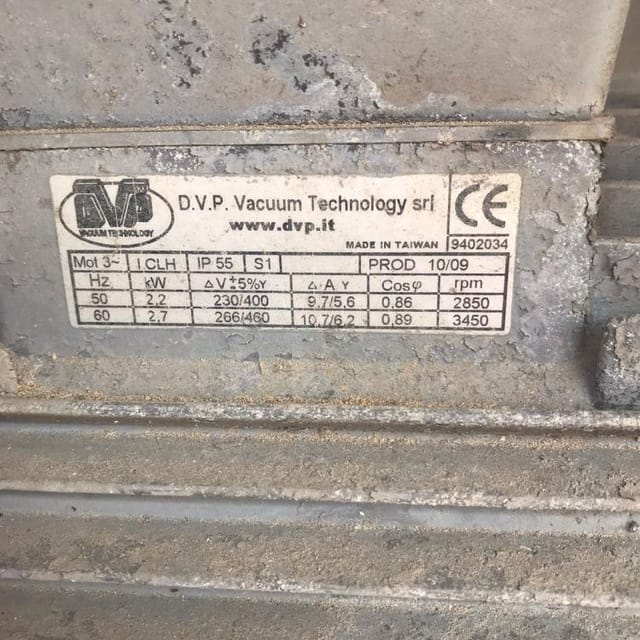 DVP
VACUUM TECHNOLOGY
D.V.P. Vacuum Technology srl
www.dvp.it
MADE IN TAIWAN
CE
9402034
Mot 3~ I.CLH IP 55 S1 PROD 10/09
Hz kW ΔV±5%Y Δ A Y Cosφ rpm
50 2,2 230/400 9,7/5,6 0,86 2850
60 2,7 266/460 10,7/6,2 0,89 3450